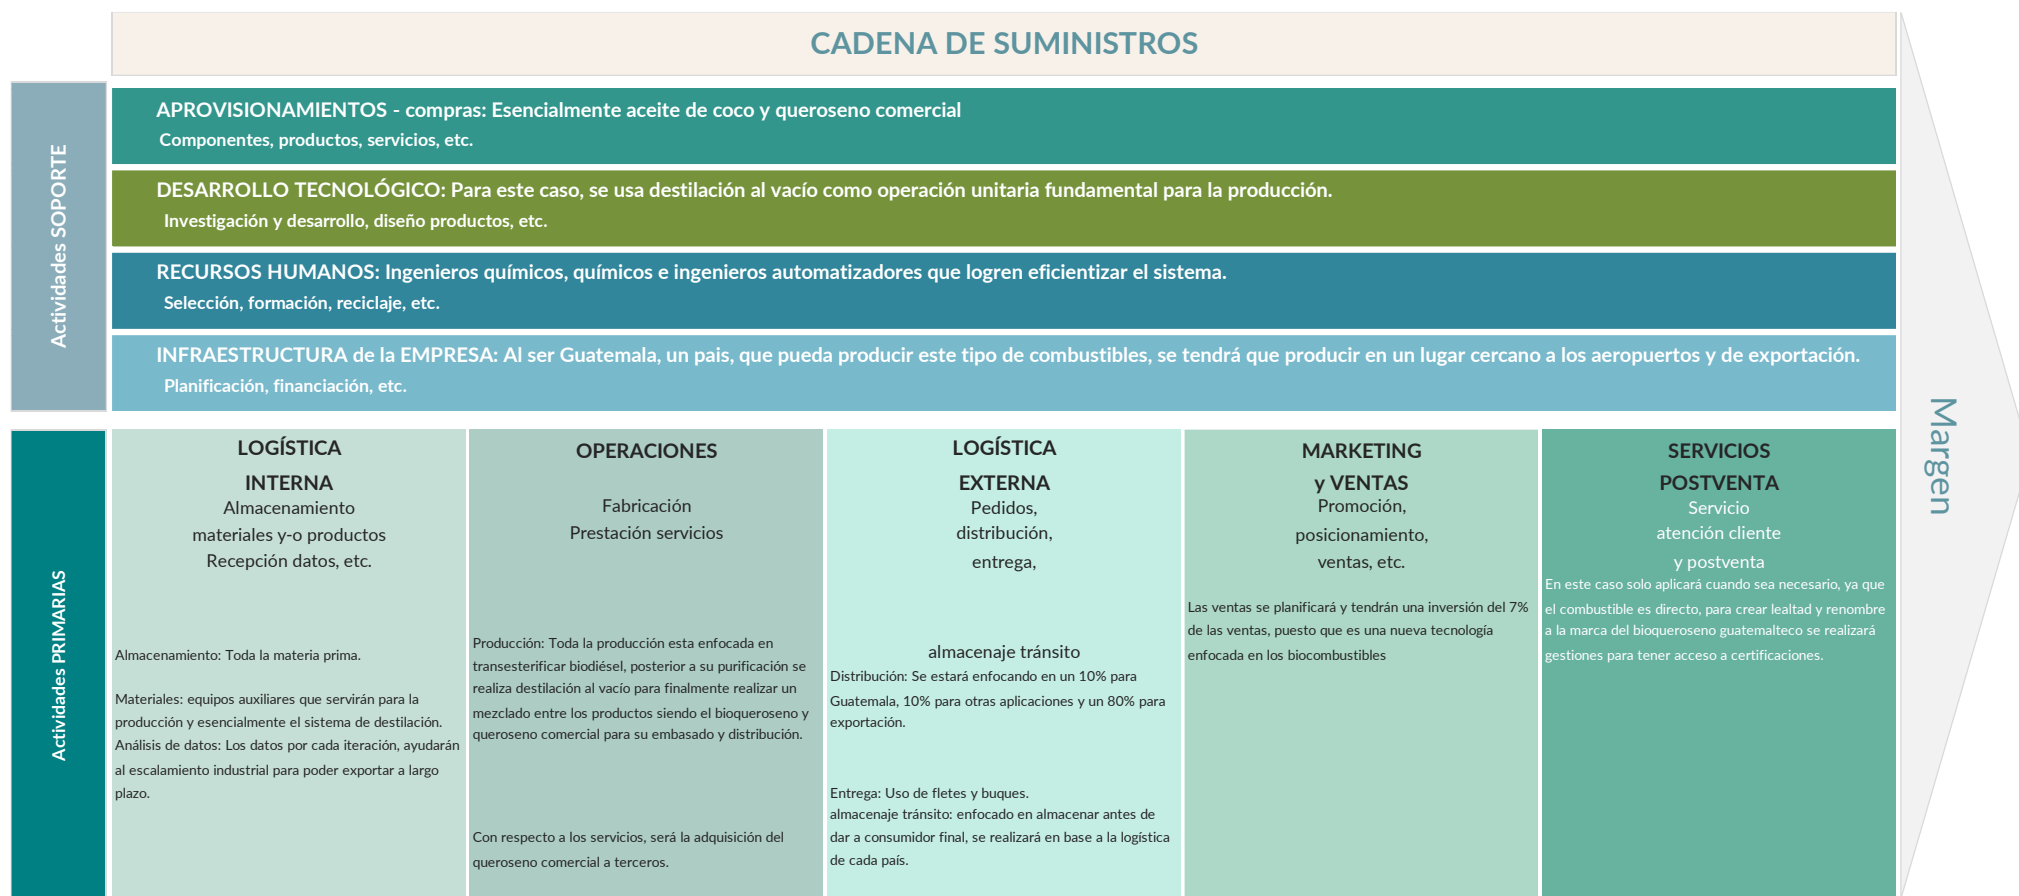 CADENA DE SUMINISTROS
Actividades SOPORTE
APROVISIONAMIENTOS - compras: Esencialmente aceite de coco y queroseno comercial
Componentes, productos, servicios, etc.
DESARROLLO TECNOLÓGICO: Para este caso, se usa destilación al vacío como operación unitaria fundamental para la producción.
Investigación y desarrollo, diseño productos, etc.
RECURSOS HUMANOS: Ingenieros químicos, químicos e ingenieros automatizadores que logren eficientizar el sistema.
Selección, formación, reciclaje, etc.
INFRAESTRUCTURA de la EMPRESA: Al ser Guatemala, un pais, que pueda producir este tipo de combustibles, se tendrá que producir en un lugar cercano a los aeropuertos y de exportación.
Planificación, financiación, etc.
Actividades PRIMARIAS
LOGÍSTICA
INTERNA
Almacenamiento
materiales y-o productos
Recepción datos, etc.
Almacenamiento: Toda la materia prima.
Materiales: equipos auxiliares que servirán para la
producción y esencialmente el sistema de destilación.
Análisis de datos: Los datos por cada iteración, ayudarán
al escalamiento industrial para poder exportar a largo
plazo.
OPERACIONES
Fabricación
Prestación servicios
Producción: Toda la producción esta enfocada en
transesterificar biodiésel, posterior a su purificación se
realiza destilación al vacío para finalmente realizar un
mezclado entre los productos siendo el bioqueroseno y
queroseno comercial para su embasado y distribución.
Con respecto a los servicios, será la adquisición del
queroseno comercial a terceros.
LOGÍSTICA
EXTERNA
Pedidos,
distribución,
entrega,
almacenaje tránsito
Distribución: Se estará enfocando en un 10% para
Guatemala, 10% para otras aplicaciones y un 80% para
exportación.
Entrega: Uso de fletes y buques.
almacenaje tránsito: enfocado en almacenar antes de
dar a consumidor final, se realizará en base a la logística
de cada país.
MARKETING
y VENTAS
Promoción,
posicionamiento,
ventas, etc.
Las ventas se planificará y tendrán una inversión del 7%
de las ventas, puesto que es una nueva tecnología
enfocada en los biocombustibles
SERVICIOS
POSTVENTA
Servicio
atención cliente
y postventa
En este caso solo aplicará cuando sea necesario, ya que
el combustible es directo, para crear lealtad y renombre
a la marca del bioqueroseno guatemalteco se realizará
gestiones para tener acceso a certificaciones.
Margen